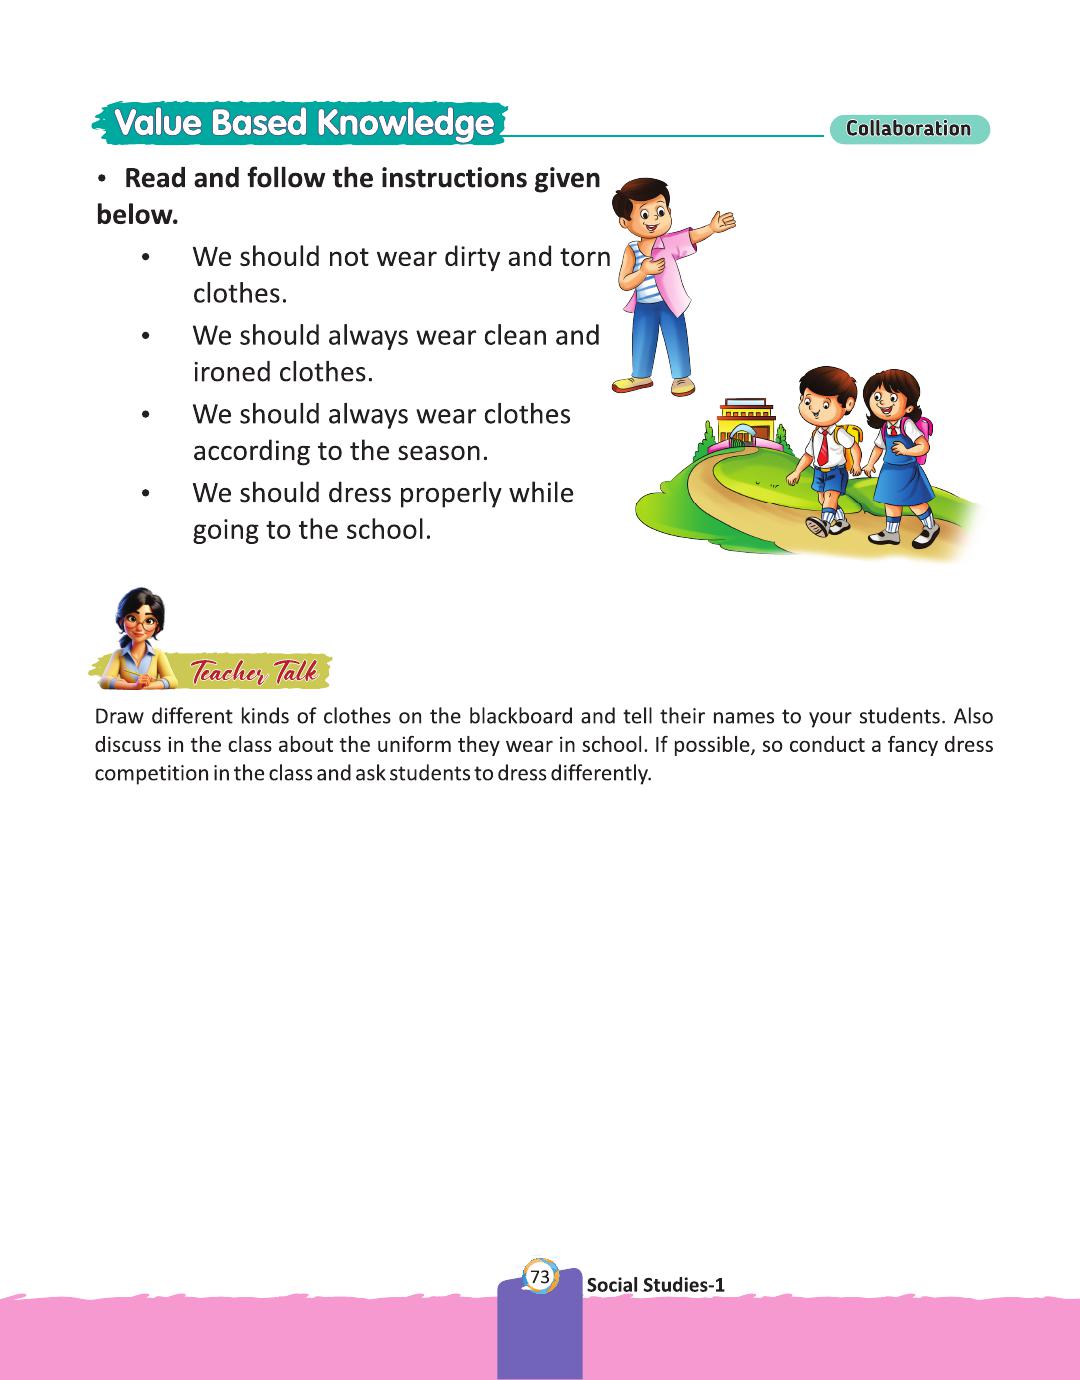 Value Based Knowledge
Collaboration
• Read and follow the instructions given
below.
• We should not wear dirty and torn
clothes.
• We should always wear clean and
ironed clothes.
• We should always wear clothes
according to the season.
• We should dress properly while
going to the school.
Teacher Talk
Draw different kinds of clothes on the blackboard and tell their names to your students. Also
discuss in the class about the uniform they wear in school. If possible, so conduct a fancy dress
competition in the class and ask students to dress differently.
73
Social Studies-1